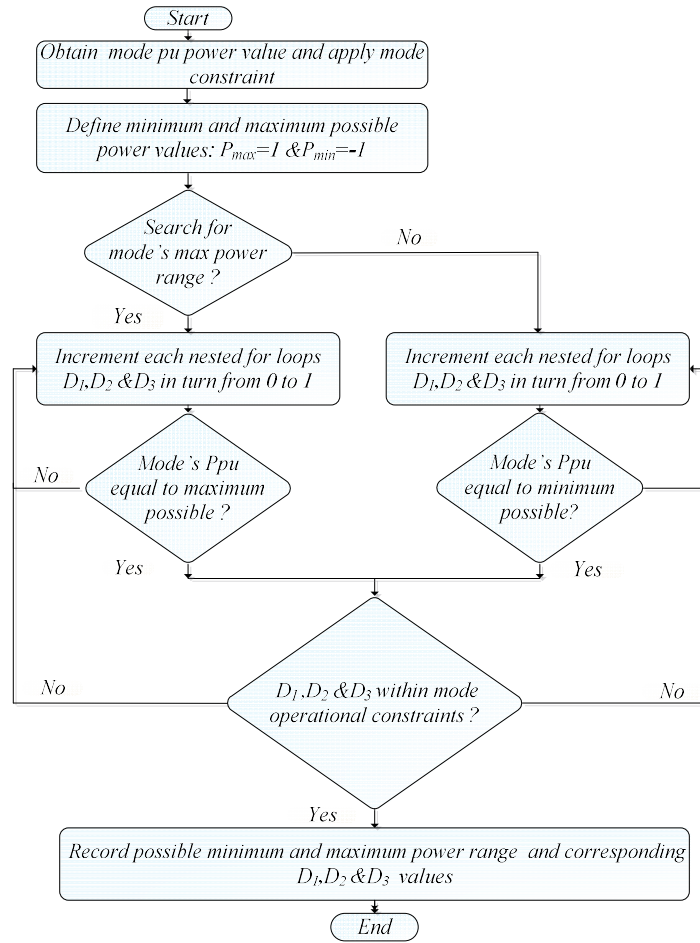 Start
Obtain mode pu power value and apply mode
constraint
Define minimum and maximum possible
power values: Pmax=1 &Pmin=-1
Search for
mode's max power
range ?
No
Yes
Increment each nested for loops
D1,D2 &D3 in turn from 0 to 1
Increment each nested for loops
D1,D2 &D3 in turn from 0 to 1
Mode's Ppu
equal to maximum
possible ?
No
Mode's Ppu
equal to minimum
possible?
Yes
Yes
D1,D2 &D3 within mode
operational constraints ?
No
No
Yes
Record possible minimum and maximum power range and corresponding
D1,D2 &D3 values
End